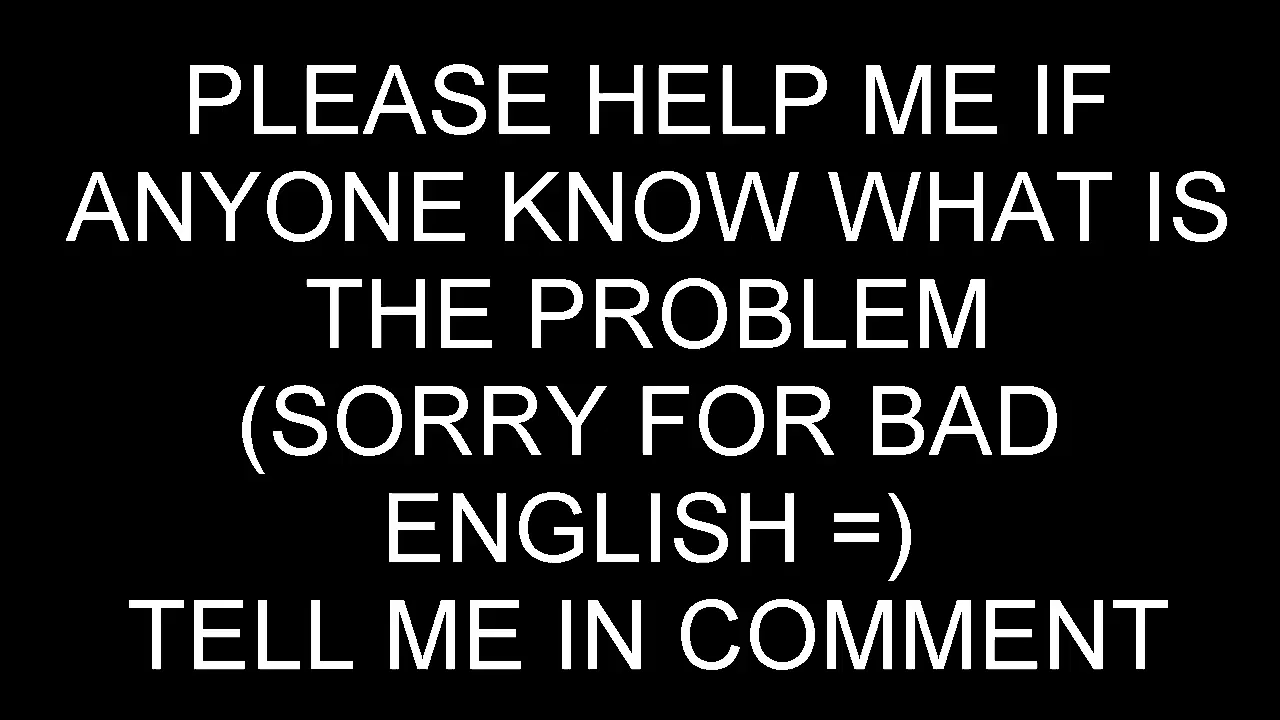 PLEASE HELP ME IF
ANYONE KNOW WHAT IS
THE PROBLEM
(SORRY FOR BAD
ENGLISH =)
TELL ME IN COMMENT